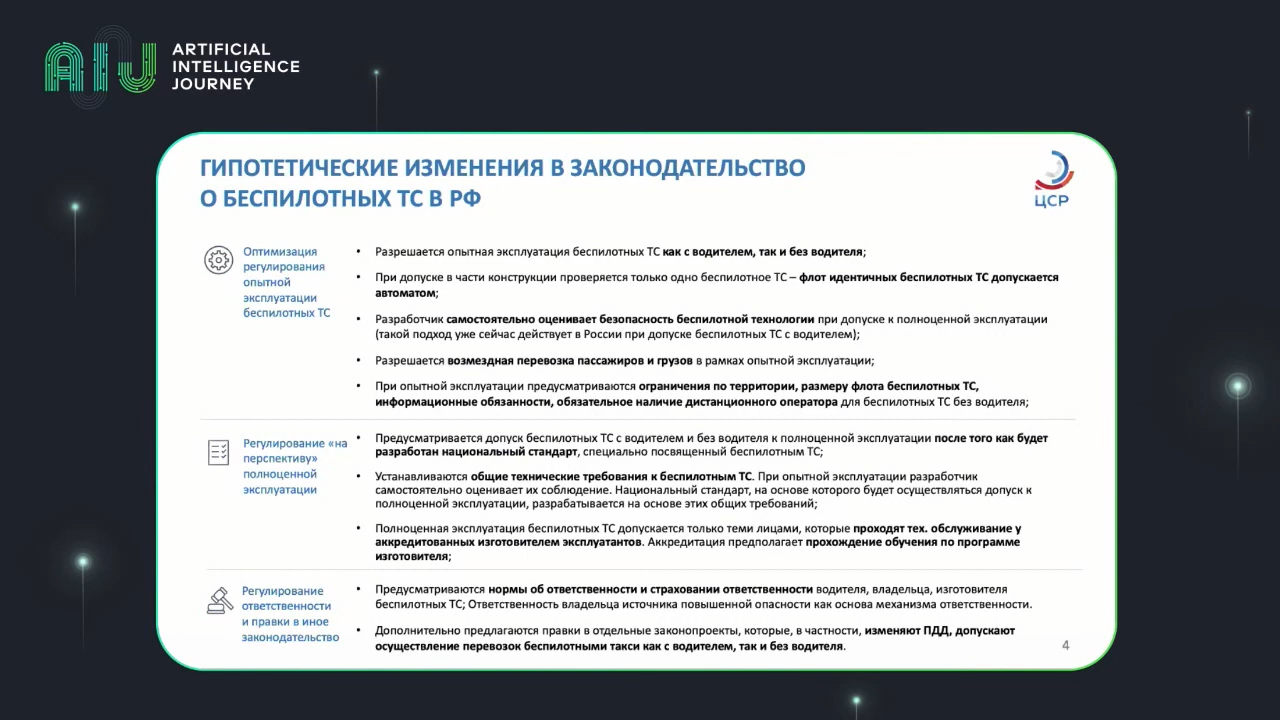 ARTIFICIAL
INTELLIGENCE
JOURNEY
ГИПОТЕТИЧЕСКИЕ ИЗМЕНЕНИЯ В ЗАКОНОДАТЕЛЬСТВО
О БЕСПИЛОТНЫХ ТС В РФ
ЦСР
Оптимизация
регулирования
опытной
эксплуатации
беспилотных ТС
• Разрешается опытная эксплуатация беспилотных ТС как с водителем, так и без водителя;
• При допуске в части конструкции проверяется только одно беспилотное ТС – флот идентичных беспилотных ТС допускается
автоматом;
• Разработчик самостоятельно оценивает безопасность беспилотной технологии при допуске к полноценной эксплуатации
(такой подход уже сейчас действует в России при допуске беспилотных ТС с водителем);
• Разрешается возмездная перевозка пассажиров и грузов в рамках опытной эксплуатации;
• При опытной эксплуатации предусматриваются ограничения по территории, размеру флота беспилотных ТС,
информационные обязанности, обязательное наличие дистанционного оператора для беспилотных ТС без водителя;
Регулирование «на
перспективу»
полноценной
эксплуатации
• Предусматривается допуск беспилотных ТС с водителем и без водителя к полноценной эксплуатации после того как будет
разработан национальный стандарт, специально посвященный беспилотным ТС;
• Устанавливаются общие технические требования к беспилотным ТС. При опытной эксплуатации разработчик
самостоятельно оценивает их соблюдение. Национальный стандарт, на основе которого будет осуществляться допуск к
полноценной эксплуатации, разрабатывается на основе этих общих требований;
• Полноценная эксплуатация беспилотных ТС допускается только теми лицами, которые проходят тех. обслуживание у
аккредитованных изготовителем эксплуатантов. Аккредитация предполагает прохождение обучения по программе
изготовителя;
Регулирование
ответственности
и правки в иное
законодательство
• Предусматриваются нормы об ответственности и страховании ответственности водителя, владельца, изготовителя
беспилотных ТС; Ответственность владельца источника повышенной опасности как основа механизма ответственности.
• Дополнительно предлагаются правки в отдельные законопроекты, которые, в частности, изменяют ПДД, допускают
осуществление перевозок беспилотными такси как с водителем, так и без водителя.
4